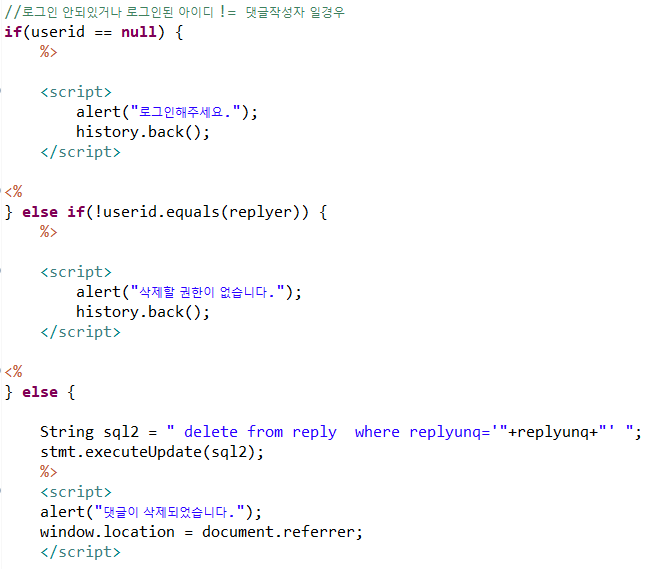 //로그인 안되있거나 로그인된 아이디 != 댓글작성자 일경우
if(userid == null) {
%>
<script>
alert("로그인해주세요.");
history.back();
</script>
<%
} else if(!userid.equals(replyer)) {
%>
<script>
alert("삭제할 권한이 없습니다.");
history.back();
</script>
<%
} else {
String sql2 = " delete from reply  where replyunq='"+replyunq+"' ";
stmt.executeUpdate(sql2);
%>
<script>
alert("댓글이 삭제되었습니다.");
window.location = document.referrer;
</script>